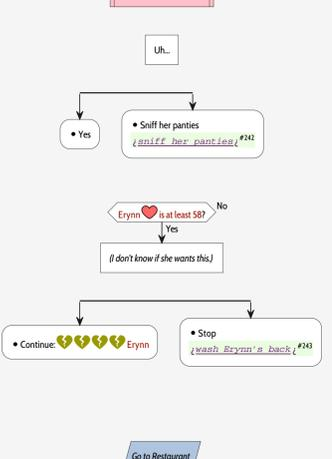 Uh...
• Yes
• Sniff her panties
¿sniff her panties¿#242
Erynn ❤ is at least 58?
No
Yes
(I don't know if she wants this.)
• Continue: 💔💔💔💔 Erynn
• Stop
¿wash Erynn's back¿#243
Go to Restaurant